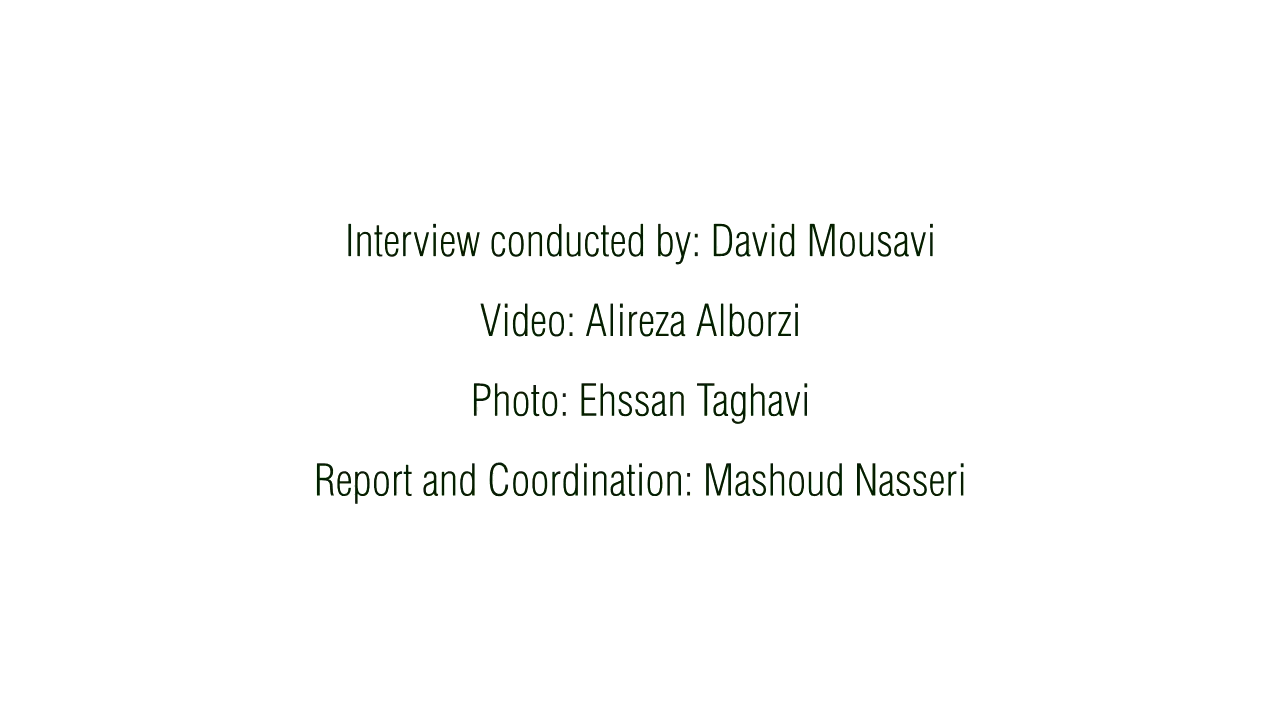 Interview conducted by: David Mousavi
Video: Alireza Alborzi
Photo: Ehssan Taghavi
Report and Coordination: Mashoud Nasseri